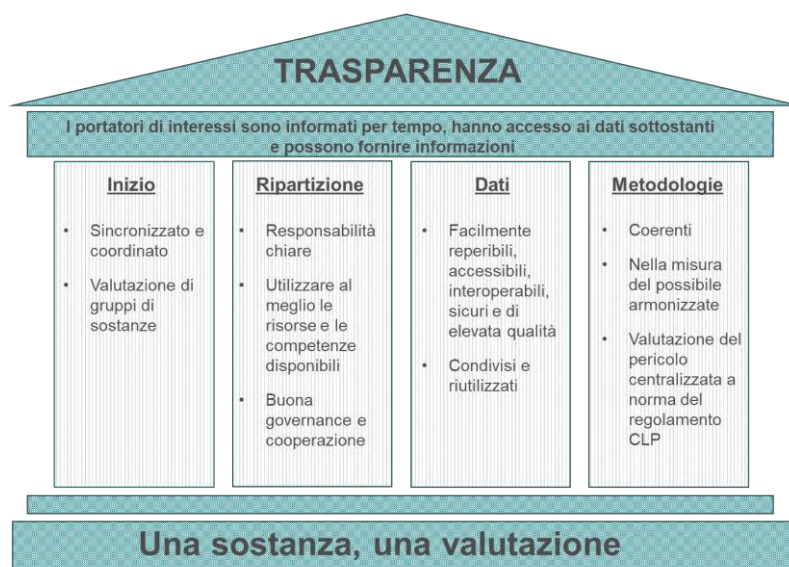 TRASPARENZA
I portatori di interessi sono informati per tempo, hanno accesso ai dati sottostanti
e possono fornire informazioni
Inizio
• Sincronizzato e
coordinato
• Valutazione di
gruppi di
sostanze
Ripartizione
• Responsabilità
chiare
• Utilizzare al
meglio le
risorse e le
competenze
disponibili
• Buona
governance e
cooperazione
Dati
• Facilmente
reperibili,
accessibili,
interoperabili,
sicuri e di
elevata qualità
• Condivisi e
riutilizzati
Metodologie
• Coerenti
• Nella misura
del possibile
armonizzate
• Valutazione del
pericolo
centralizzata a
norma del
regolamento
CLP
Una sostanza, una valutazione